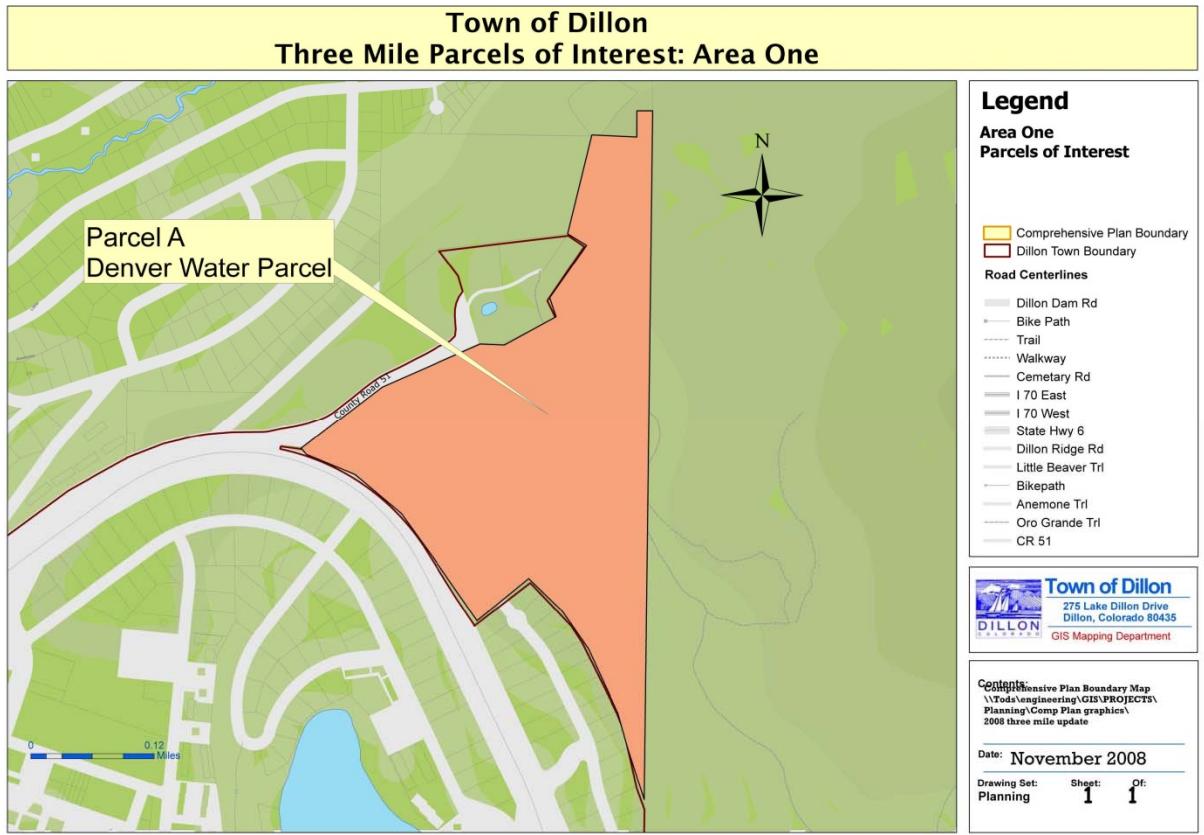 Town of Dillon
Three Mile Parcels of Interest: Area One
Parcel A
Denver Water Parcel
N
County Road 51
0
0.12
Miles
Legend
Area One
Parcels of Interest
Comprehensive Plan Boundary
Dillon Town Boundary
Road Centerlines
Dillon Dam Rd
Bike Path
Trail
Walkway
Cemetary Rd
I 70 East
I 70 West
State Hwy 6
Dillon Ridge Rd
Little Beaver Trl
Bikepath
Anemone Trl
Oro Grande Trl
CR 51
DILLON
COLORADO
Town of Dillon
275 Lake Dillon Drive
Dillon, Colorado 80435
GIS Mapping Department
Contents:
Comprehensive Plan Boundary Map
\\Tods\engineering\GIS\PROJECTS\
Planning\Comp Plan graphics\
2008 three mile update
Date: November 2008
Drawing Set: Sheet: Of:
Planning 1 1